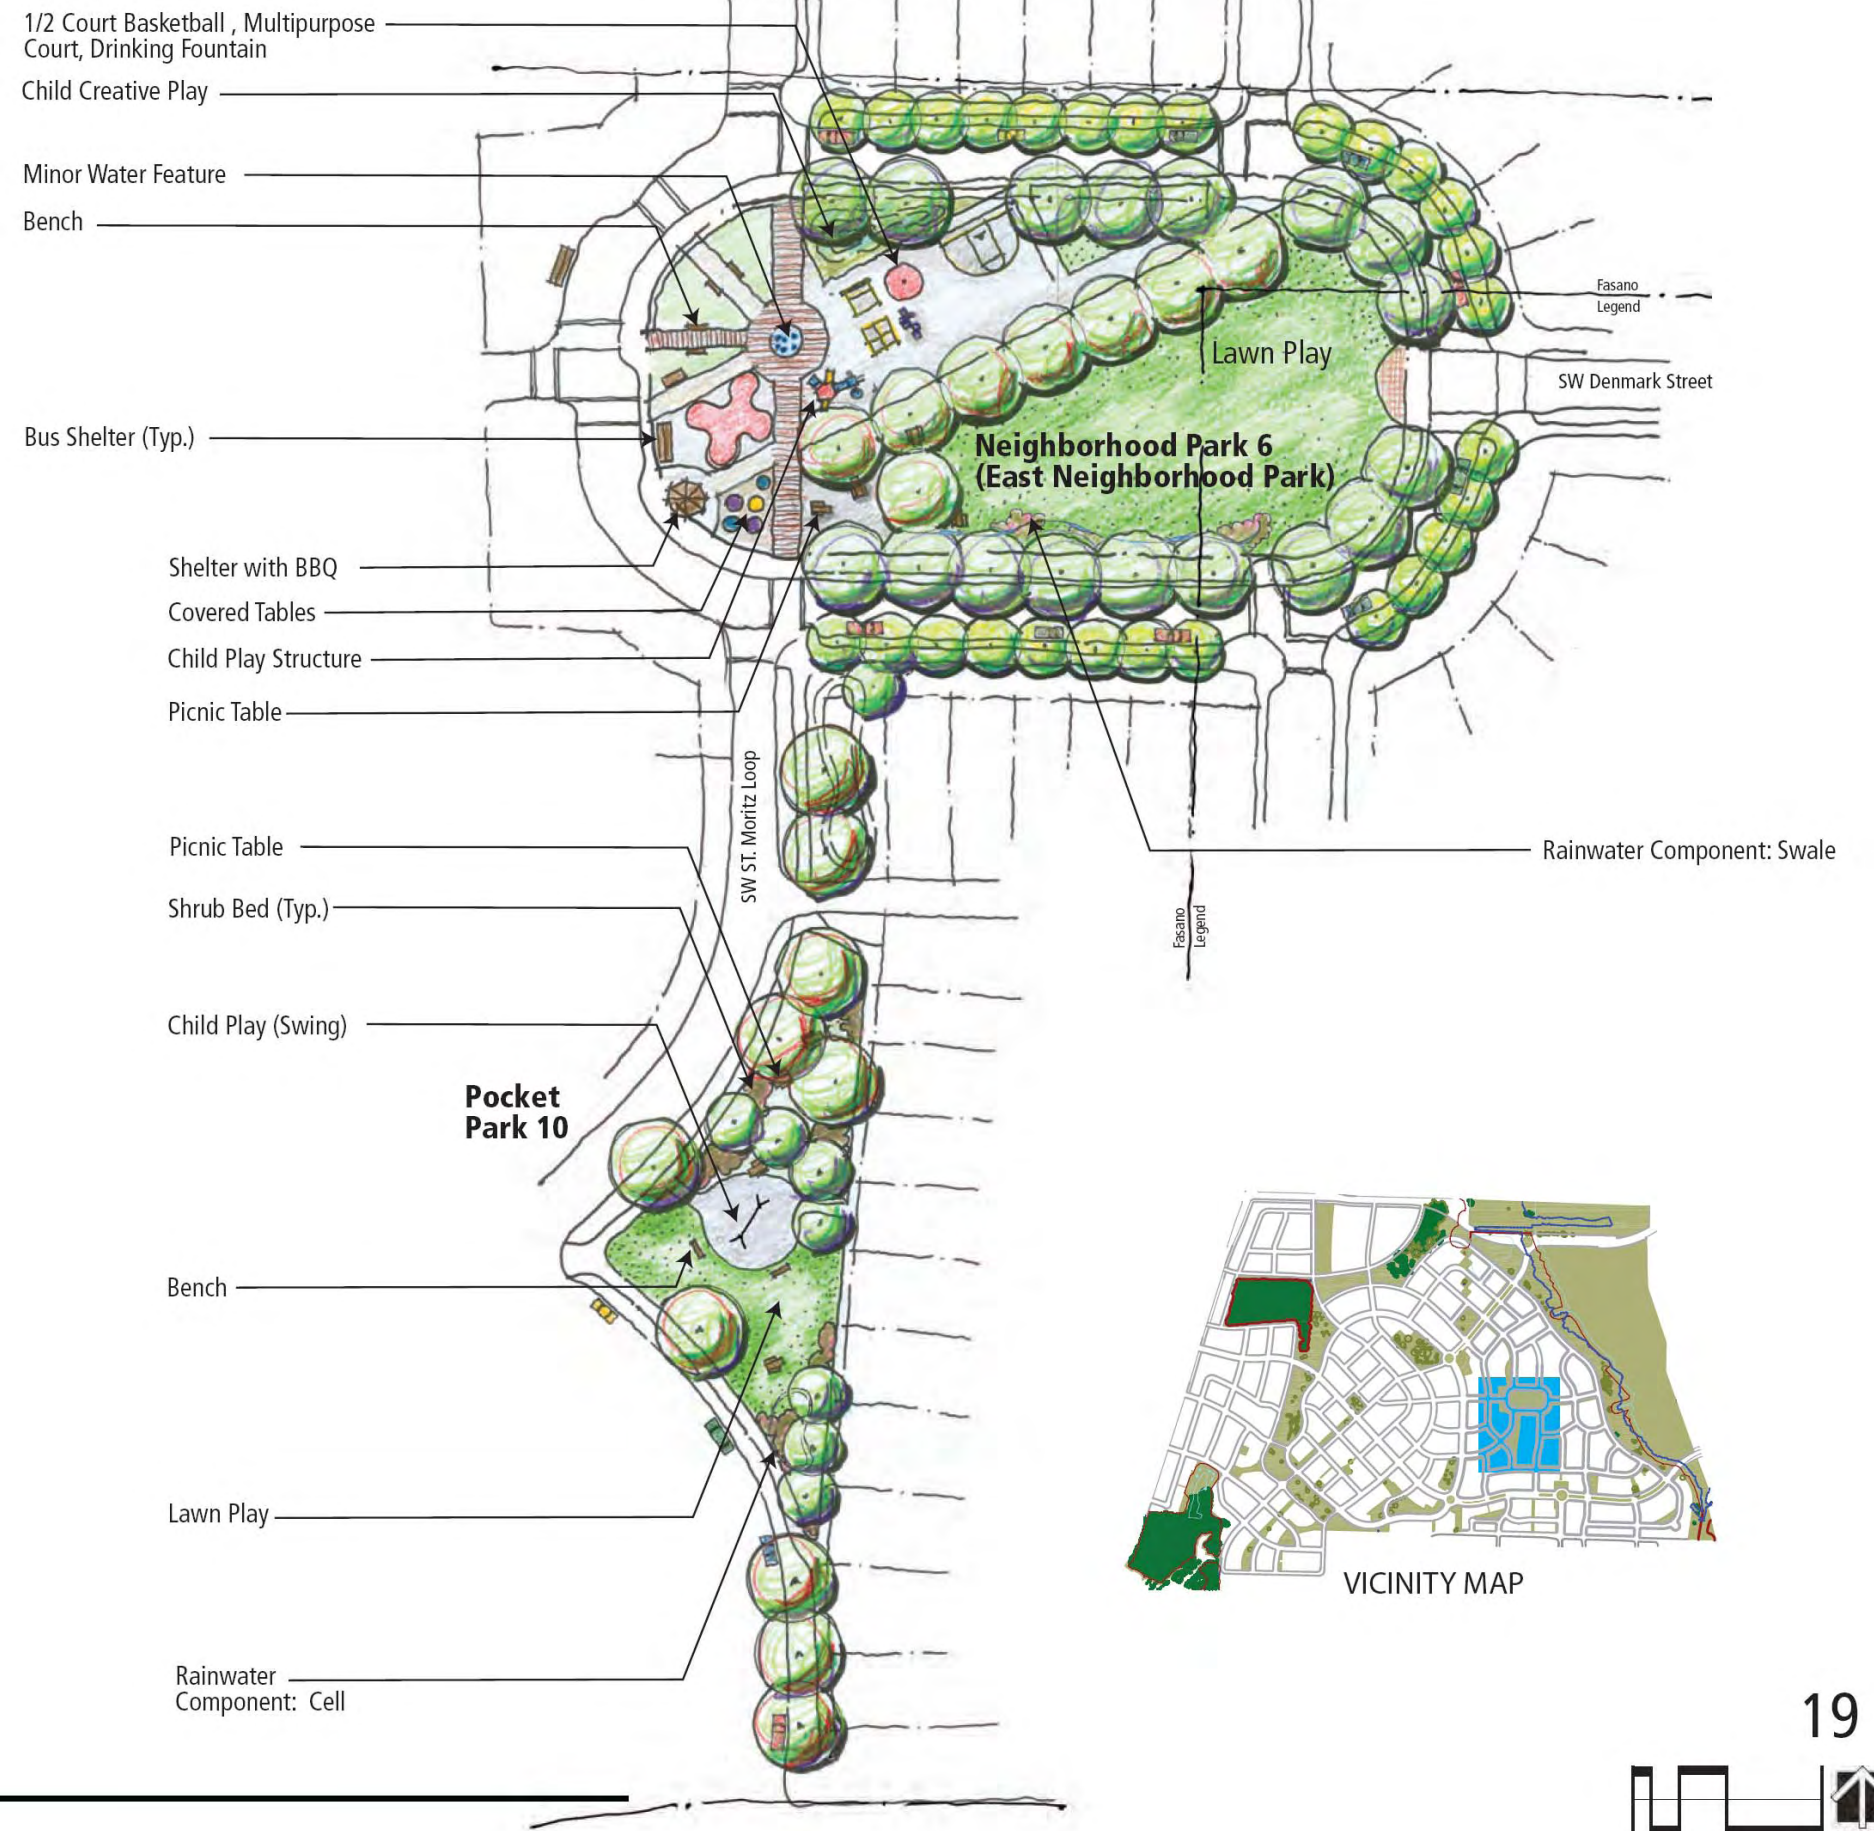 1/2 Court Basketball , Multipurpose
Court, Drinking Fountain
Child Creative Play
Minor Water Feature
Bench
Fasano
Legend
Lawn Play
SW Denmark Street
Bus Shelter (Typ.)
Neighborhood Park 6
(East Neighborhood Park)
Shelter with BBQ
Covered Tables
Child Play Structure
Picnic Table
SW ST. Moritz Loop
Picnic Table
Rainwater Component: Swale
Shrub Bed (Typ.)
Fasano
Legend
Child Play (Swing)
Pocket
Park 10
Bench
Lawn Play
VICINITY MAP
Rainwater
Component: Cell
19